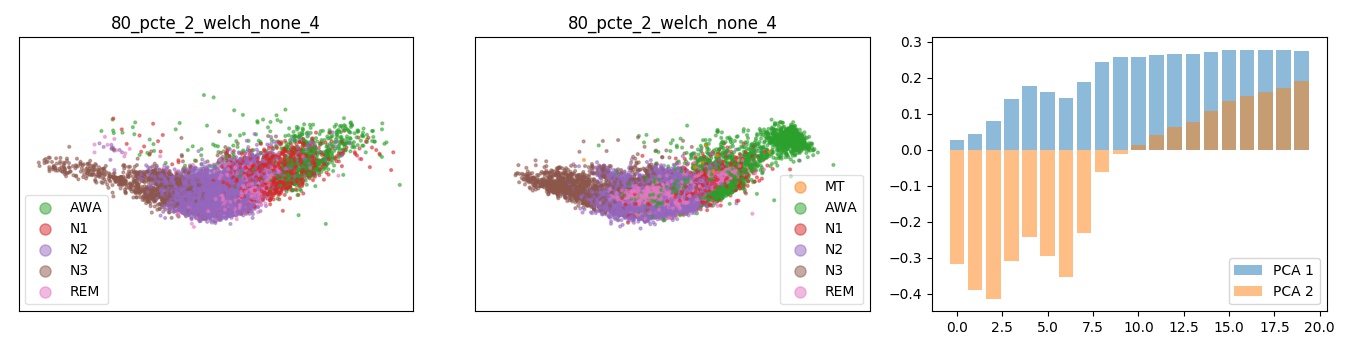 80_pcte_2_welch_none_4
AWA
N1
N2
N3
REM
80_pcte_2_welch_none_4
MT
AWA
N1
N2
N3
REM
0.3
0.2
0.1
0.0
−0.1
−0.2
−0.3
−0.4
PCA 1
PCA 2
0.0 2.5 5.0 7.5 10.0 12.5 15.0 17.5 20.0